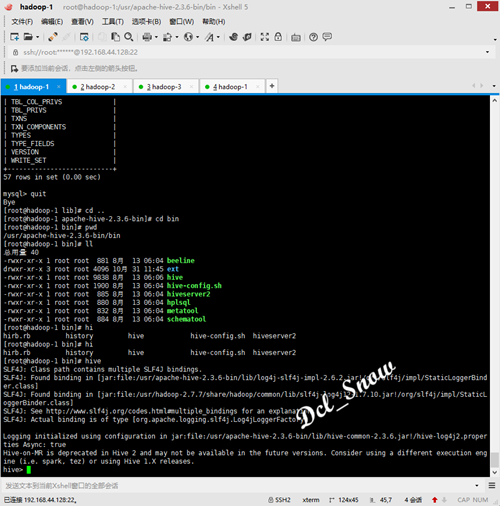 hadoop-1 root@hadoop-1:/usr/apache-hive-2.3.6-bin/bin - Xshell 5
文件(F) 编辑(E) 查看(V) 工具(T) 选项卡(B) 窗口(W) 帮助(H)
ssh://root:******@192.168.44.128:22
要添加当前会话，点击左侧的箭头按钮。
1 hadoop-1 2 hadoop-2 3 hadoop-3 4 hadoop-1 +
| TBL_COL_PRIVS |
| TBL_PRIVS |
| TXNS |
| TXN_COMPONENTS |
| TYPES |
| TYPE_FIELDS |
| VERSION |
| WRITE_SET |
+---------------------------+
57 rows in set (0.00 sec)
mysql> quit
Bye
[root@hadoop-1 lib]# cd ..
[root@hadoop-1 apache-hive-2.3.6-bin]# cd bin
[root@hadoop-1 bin]# pwd
/usr/apache-hive-2.3.6-bin/bin
[root@hadoop-1 bin]# ll
总用量 40
-rwxr-xr-x 1 root root 881 8月 13 06:04 beeline
drwxr-xr-x 3 root root 4096 10月 31 11:45 ext
-rwxr-xr-x 1 root root 9838 8月 13 06:06 hive
-rwxr-xr-x 1 root root 1900 8月 13 06:04 hive-config.sh
-rwxr-xr-x 1 root root 885 8月 13 06:04 hiveserver2
-rwxr-xr-x 1 root root 880 8月 13 06:04 hplsql
-rwxr-xr-x 1 root root 832 8月 13 06:04 metatool
-rwxr-xr-x 1 root root 884 8月 13 06:04 schematool
[root@hadoop-1 bin]# hi
hirb.rb history hive hive-config.sh hiveserver2
[root@hadoop-1 bin]# hi
hirb.rb history hive hive-config.sh hiveserver2
[root@hadoop-1 bin]# hive
SLF4J: Class path contains multiple SLF4J bindings.
SLF4J: Found binding in [jar:file:/usr/apache-hive-2.3.6-bin/lib/log4j-slf4j-impl-2.6.2.jar!/org/slf4j/impl/StaticLoggerBind
er.class]
SLF4J: Found binding in [jar:file:/usr/hadoop-2.7.7/share/hadoop/common/lib/slf4j-log4j12-1.7.10.jar!/org/slf4j/impl/StaticL
oggerBinder.class]
SLF4J: See http://www.slf4j.org/codes.html#multiple_bindings for an explanation.
SLF4J: Actual binding is of type [org.apache.logging.slf4j.Log4jLoggerFactory]
Dcl_Snow
Logging initialized using configuration in jar:file:/usr/apache-hive-2.3.6-bin/lib/hive-common-2.3.6.jar!/hive-log4j2.proper
ties Async: true
Hive-on-MR is deprecated in Hive 2 and may not be available in the future versions. Consider using a different execution eng
ine (i.e. spark, tez) or using Hive 1.X releases.
hive>
发送文本到当前Xshell窗口的全部会话
已连接 192.168.44.128:22。 SSH2 xterm 124x45 45,7 4 会话 CAP NUM